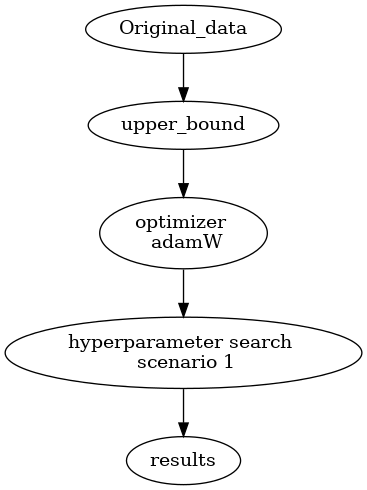 Original_data
upper_bound
optimizer
adamW
hyperparameter search
scenario 1
results